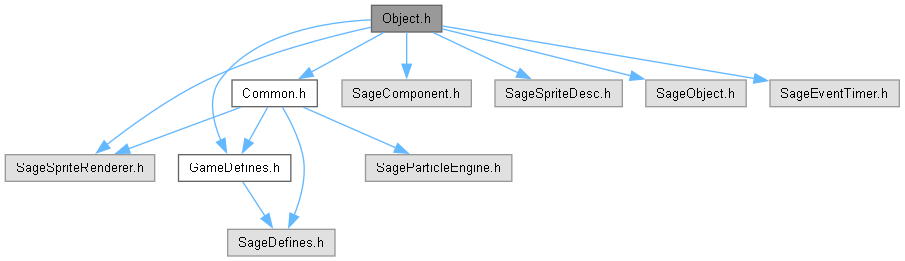 Object.h
Common.h
SageComponent.h
SageSpriteDesc.h
SageObject.h
SageEventTimer.h
SageSpriteRenderer.h
GameDefines.h
SageParticleEngine.h
SageDefines.h